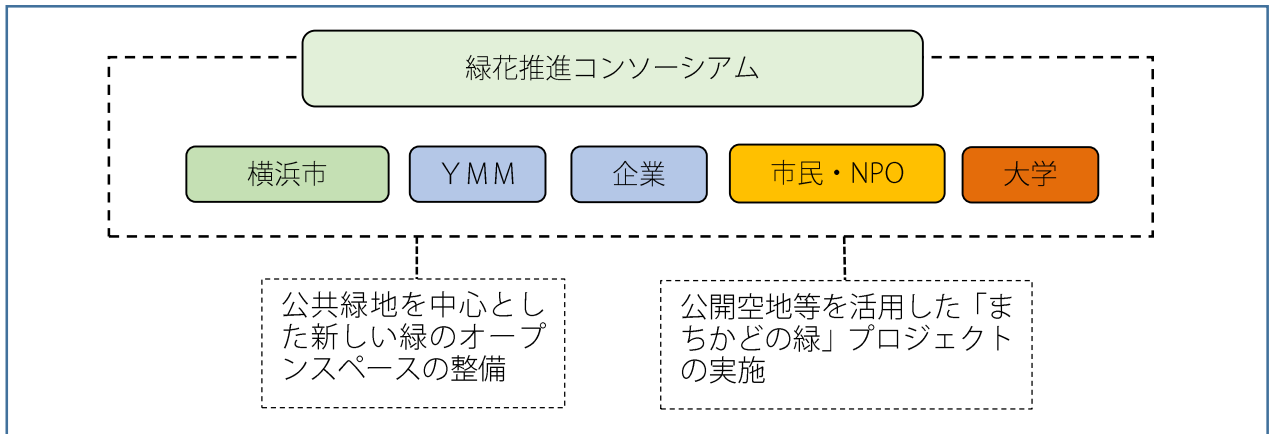 緑花推進コンソーシアム
横浜市
ＹＭＭ
企業
市民・NPO
大学
公共緑地を中心とし
た新しい緑のオープ
ンスペースの整備
公開空地等を活用した「ま
ちかどの緑」プロジェクト
の実施